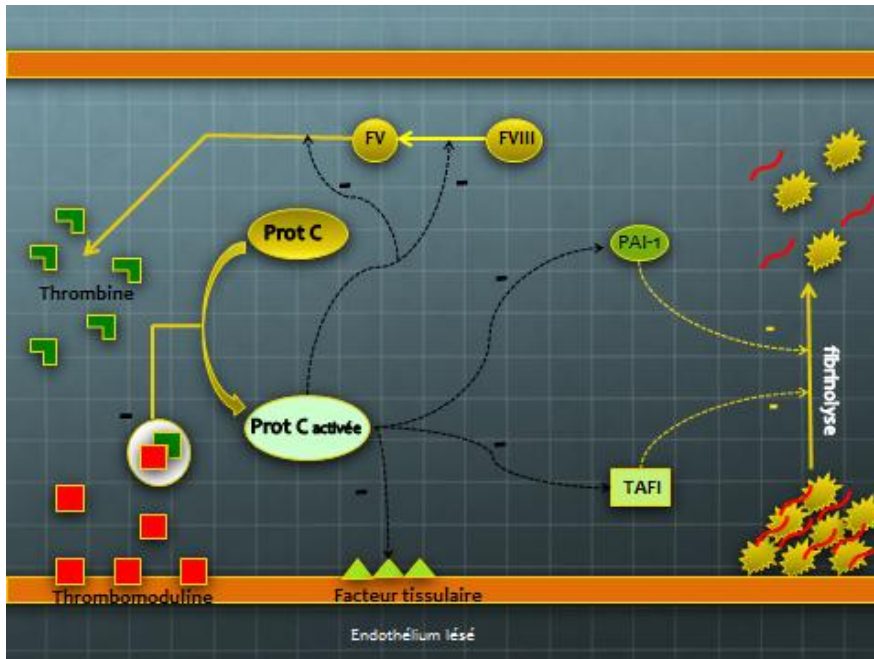 FV
FVIII
-
-
Prot C
PAI-1
Thrombine
-
-
fibrinolyse
-
-
Prot C activée
-
TAFI
-
Thrombomoduline
Facteur tissulaire
Endothélium lésé